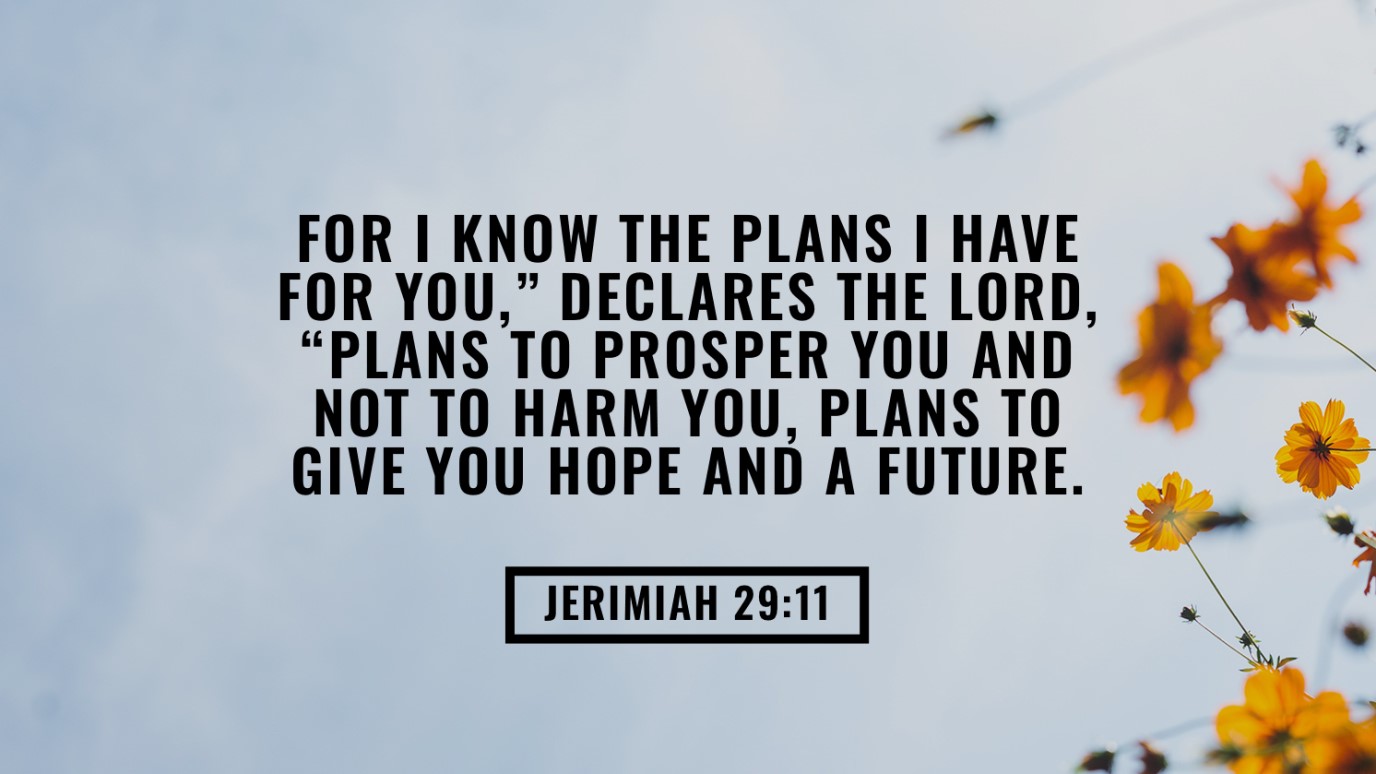 FOR I KNOW THE PLANS I HAVE
FOR YOU,” DECLARES THE LORD,
“PLANS TO PROSPER YOU AND
NOT TO HARM YOU, PLANS TO
GIVE YOU HOPE AND A FUTURE.
JERIMIAH 29:11